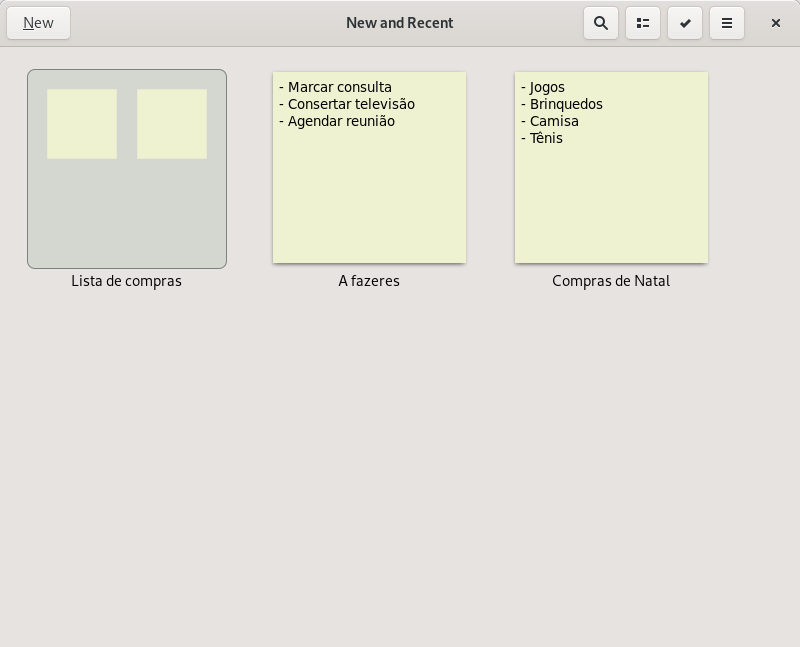 New
New and Recent
- Marcar consulta
- Consertar televisão
- Agendar reunião
- Jogos
- Brinquedos
- Camisa
- Tênis
Lista de compras
A fazeres
Compras de Natal